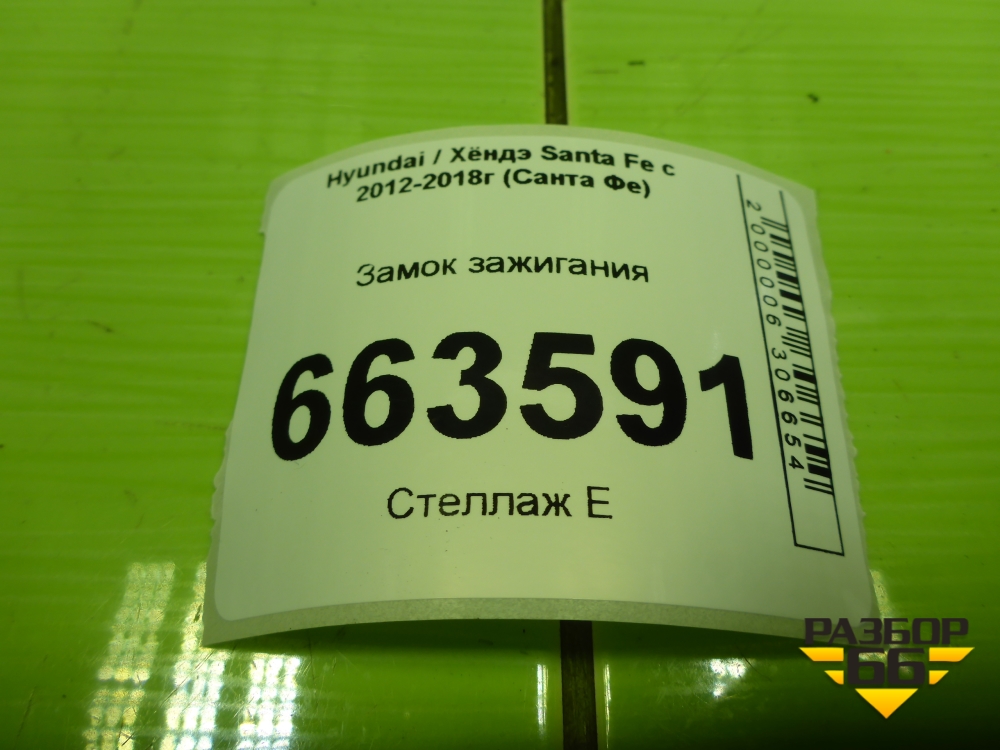 Hyundai / Хёндэ Santa Fe с
2012-2018г (Санта Фе)
Замок зажигания
663591
Стеллаж Е
2000006306654
РАЗБОР
66